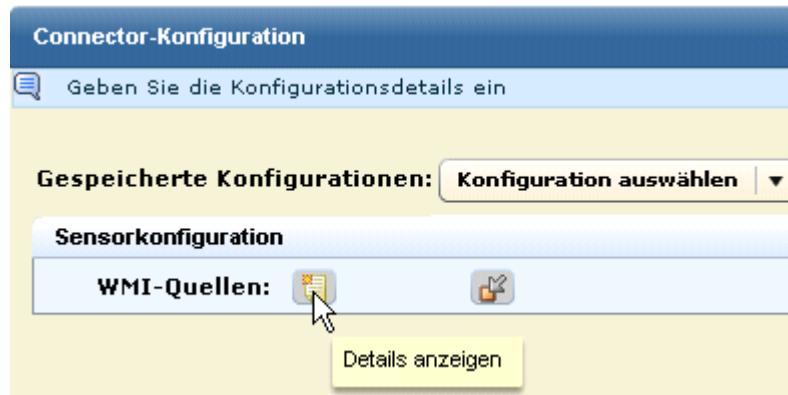 Connector-Konfiguration
Geben Sie die Konfigurationsdetails ein
Gespeicherte Konfigurationen: Konfiguration auswählen
Sensorkonfiguration
WMI-Quellen:
Details anzeigen